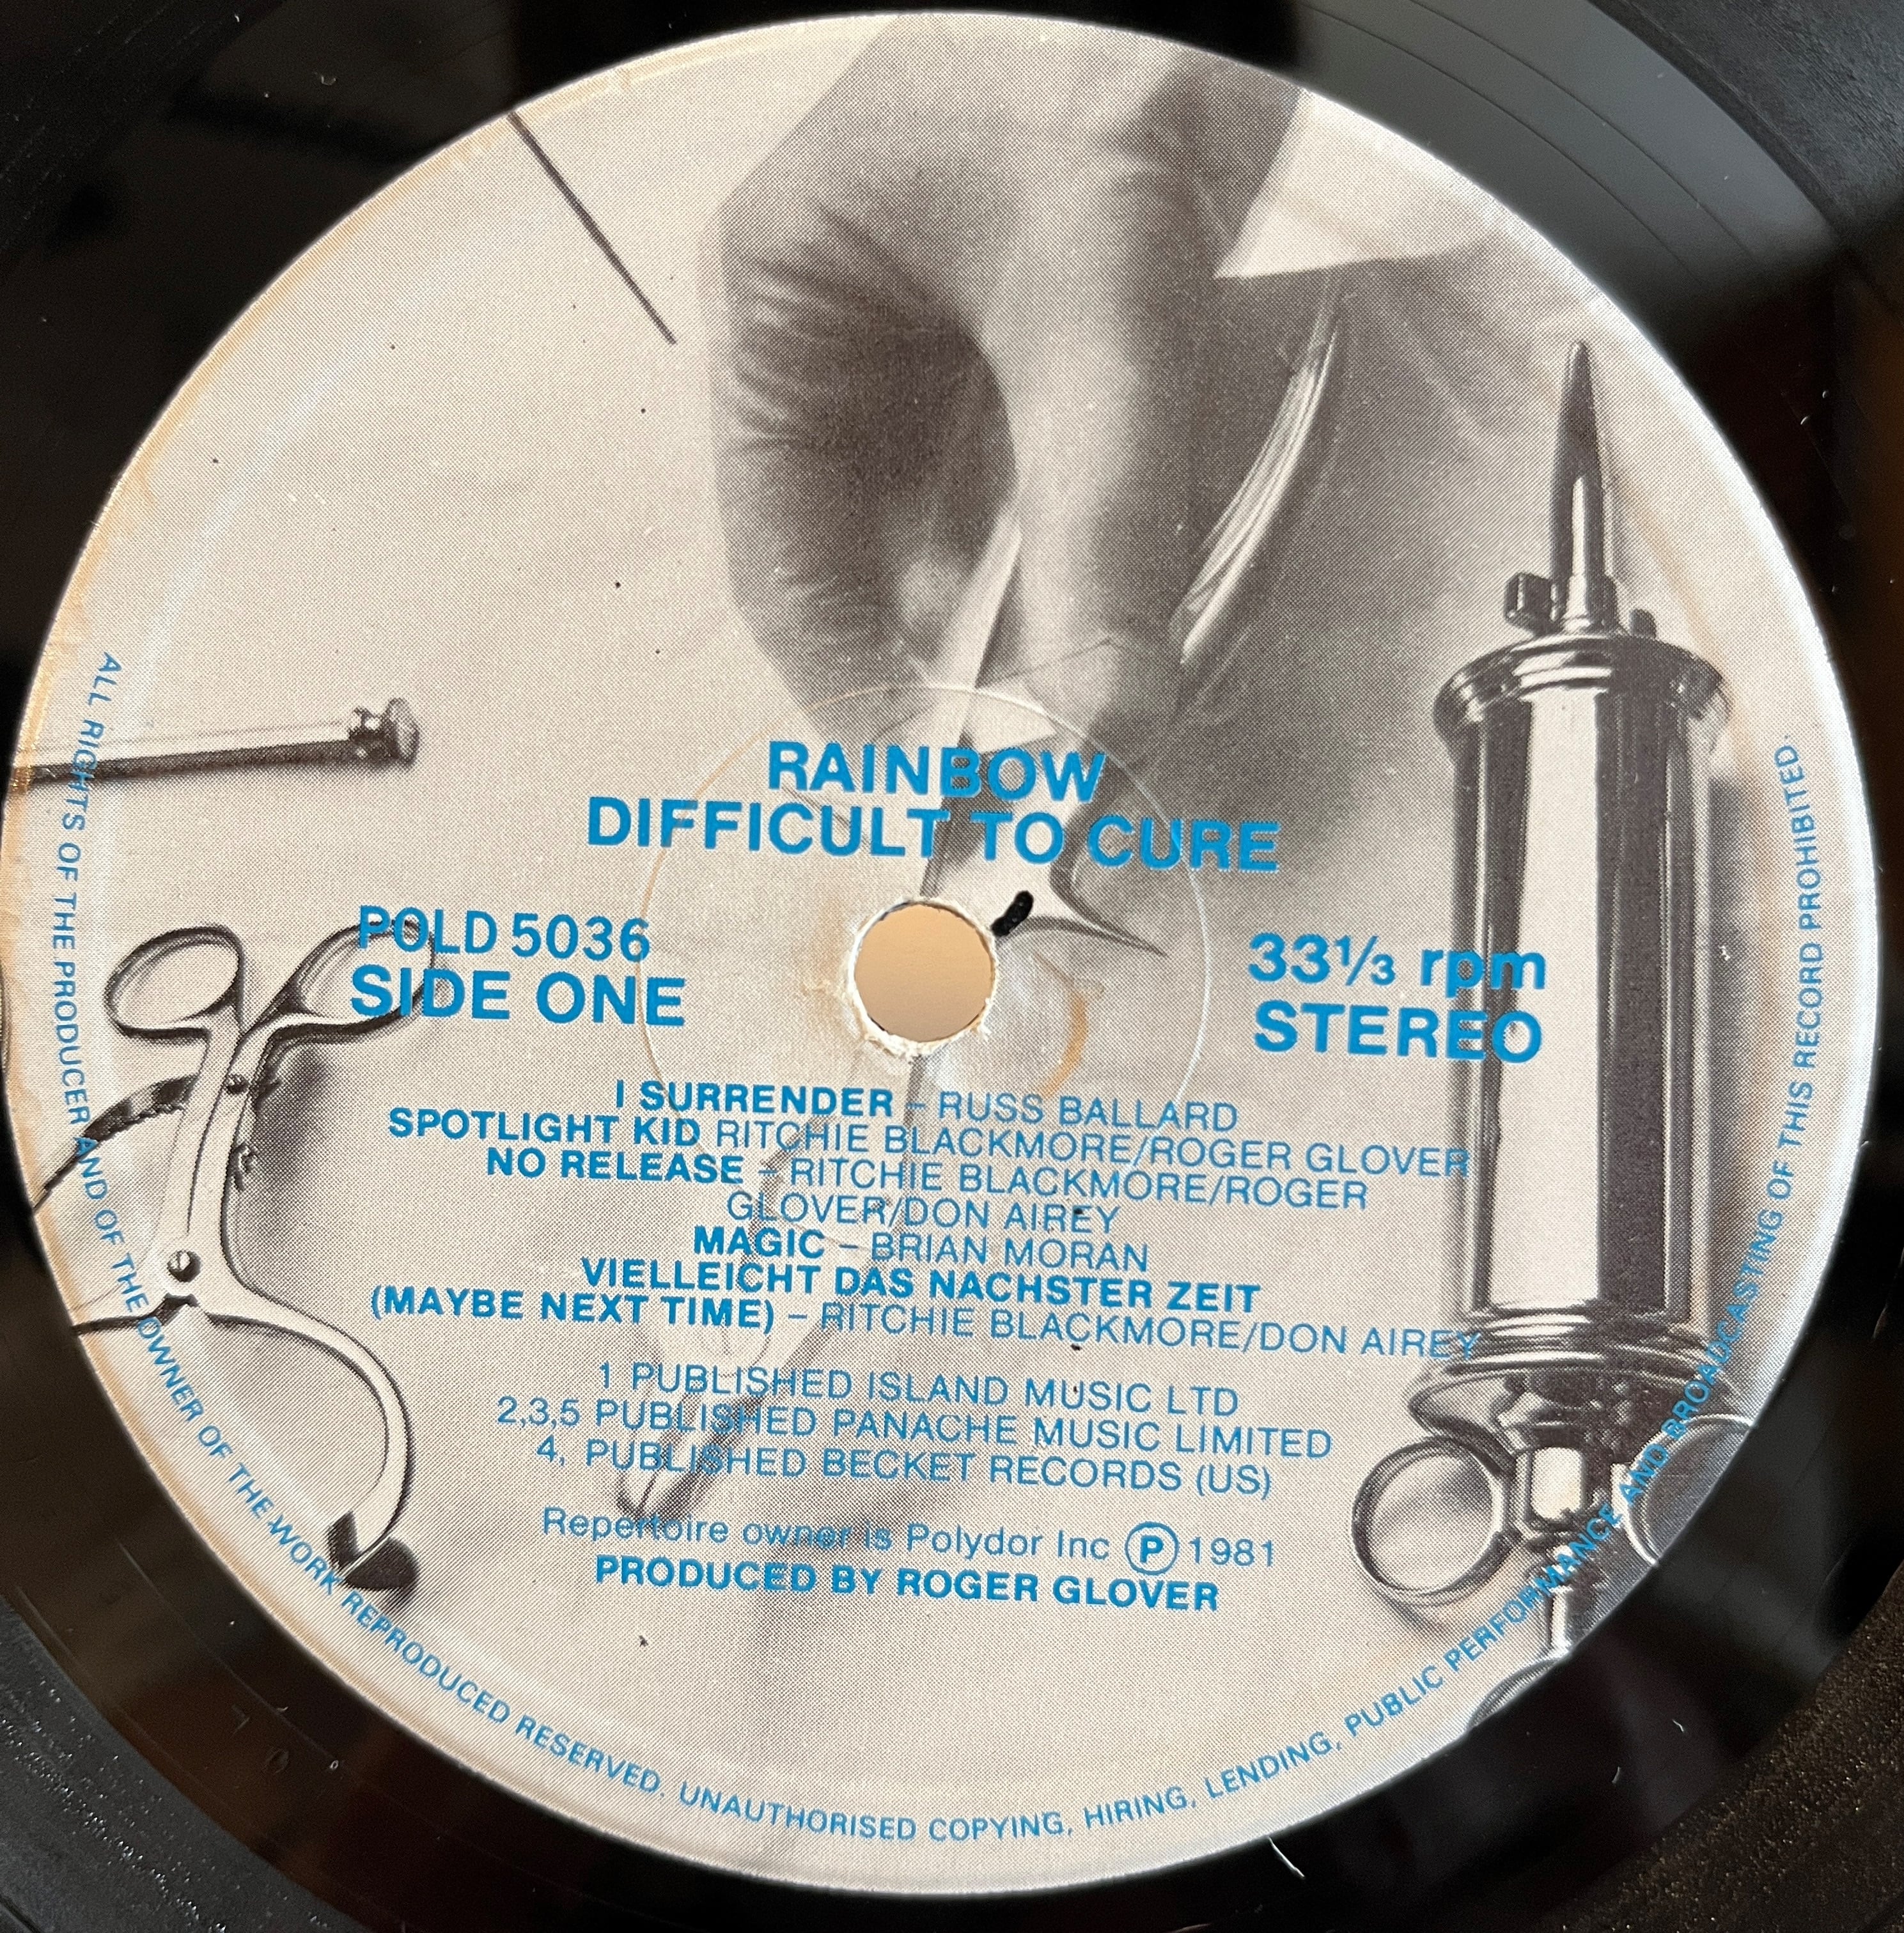 RAINBOW
DIFFICULT TO CURE
POLD 5036
SIDE ONE
33⅓ rpm
STEREO
I SURRENDER – RUSS BALLARD
SPOTLIGHT KID RITCHIE BLACKMORE/ROGER GLOVER
NO RELEASE – RITCHIE BLACKMORE/ROGER
GLOVER/DON AIREY
MAGIC – BRIAN MORAN
VIELLEICHT DAS NACHSTER ZEIT
(MAYBE NEXT TIME) – RITCHIE BLACKMORE/DON AIREY
1 PUBLISHED ISLAND MUSIC LTD
2,3,5 PUBLISHED PANACHE MUSIC LIMITED
4, PUBLISHED BECKET RECORDS (US)
Repertoire owner is Polydor Inc Ⓟ 1981
PRODUCED BY ROGER GLOVER
ALL RIGHTS OF THE PRODUCER AND OF THE OWNER OF THE WORK REPRODUCED RESERVED. UNAUTHORISED COPYING, HIRING, LENDING, PUBLIC PERFORMANCE AND BROADCASTING OF THIS RECORD PROHIBITED.